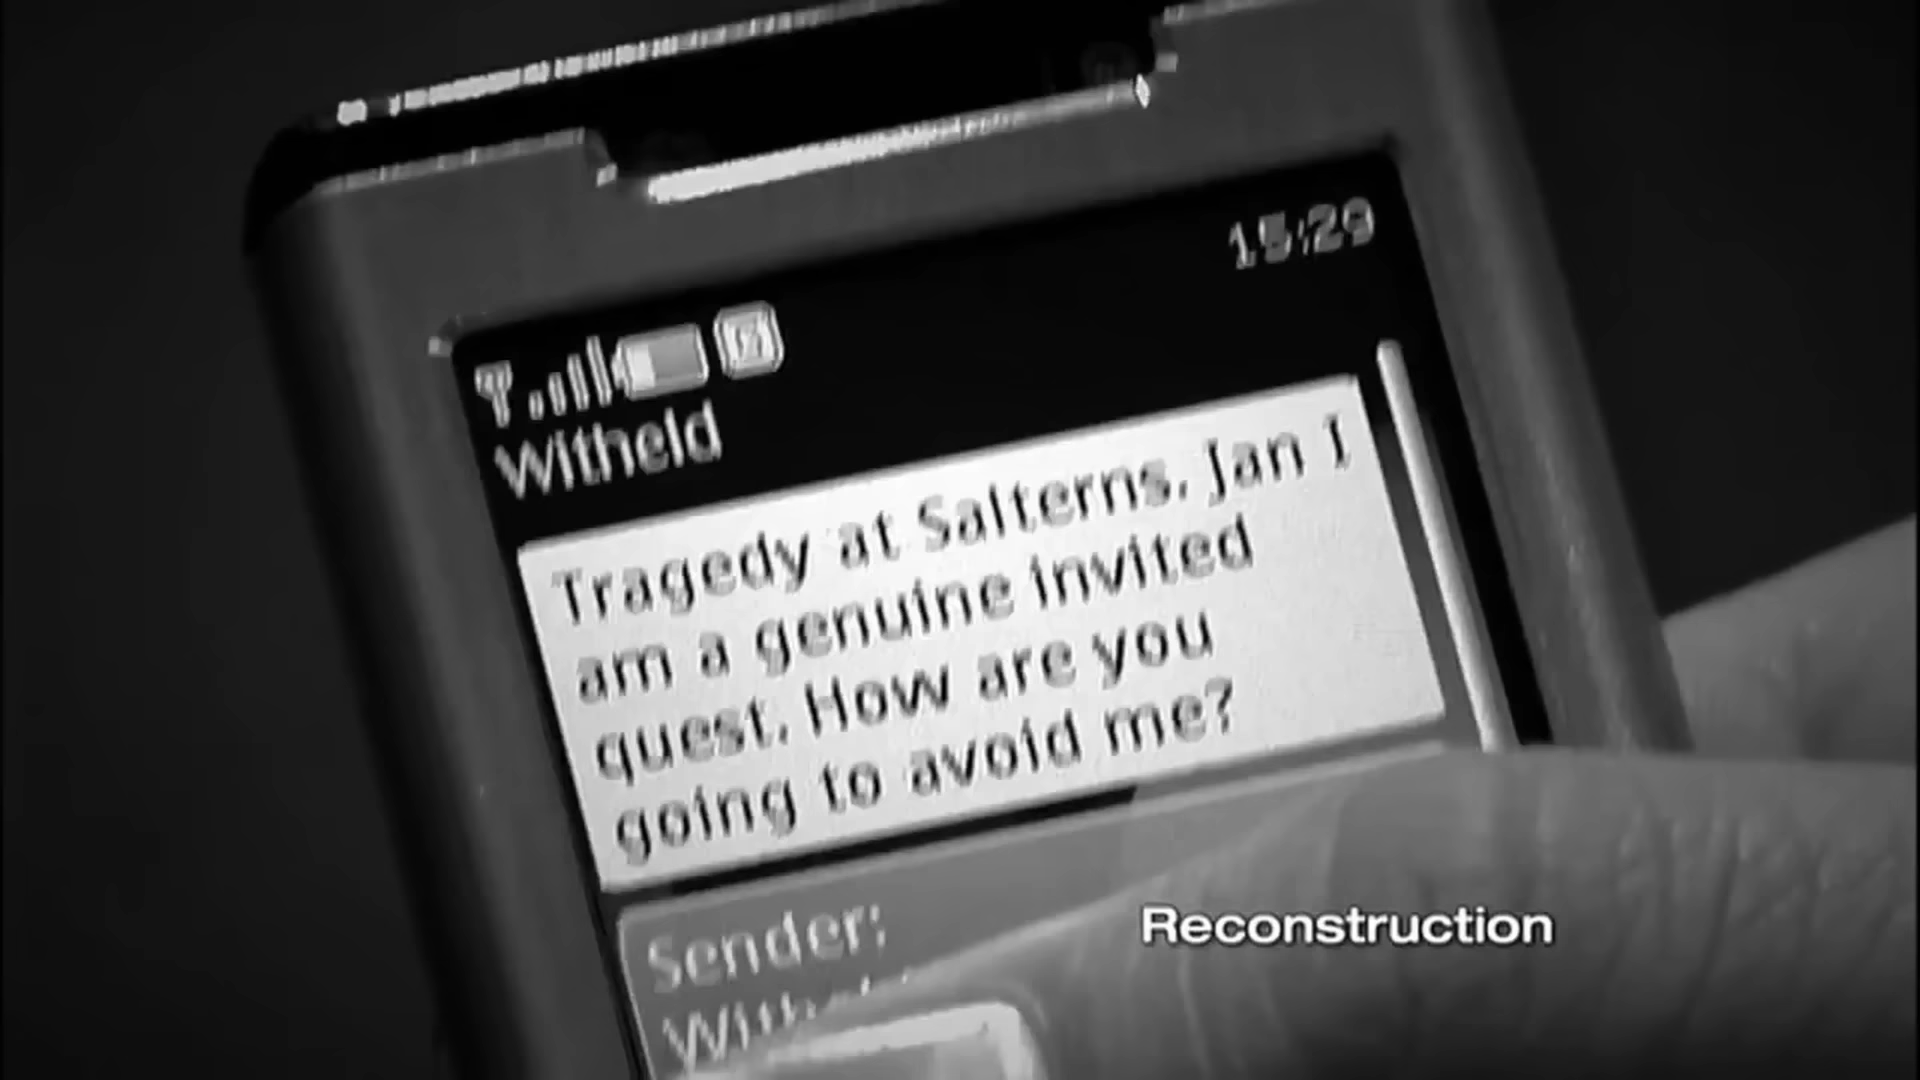 15:29
Witheld
Tragedy at Salterns. Jan I
am a genuine invited
quest. How are you
going to avoid me?
Sender:
Reconstruction